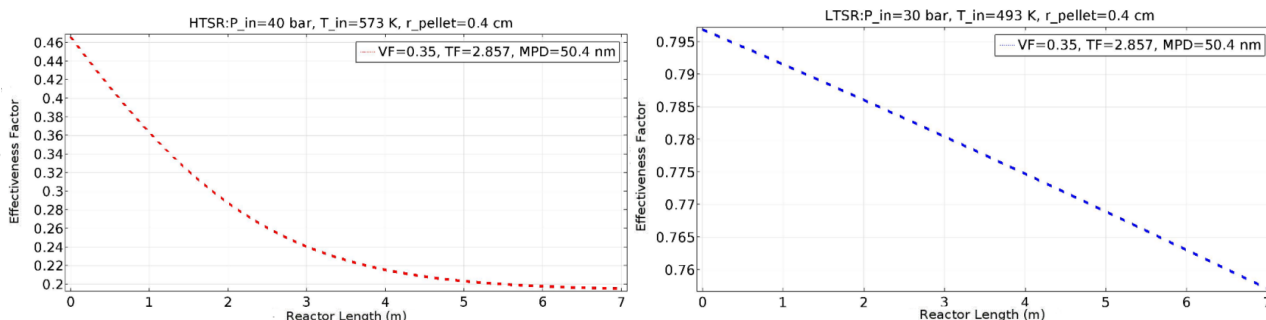 HTSR:P_in=40 bar, T_in=573 K, r_pellet=0.4 cm
VF=0.35, TF=2.857, MPD=50.4 nm
Effectiveness Factor
0.46
0.44
0.42
0.4
0.38
0.36
0.34
0.32
0.3
0.28
0.26
0.24
0.22
0.2
0 1 2 3 4 5 6 7
Reactor Length (m)
LTSR:P_in=30 bar, T_in=493 K, r_pellet=0.4 cm
VF=0.35, TF=2.857, MPD=50.4 nm
Effectiveness Factor
0.795
0.79
0.785
0.78
0.775
0.77
0.765
0.76
0 1 2 3 4 5 6 7
Reactor Length (m)